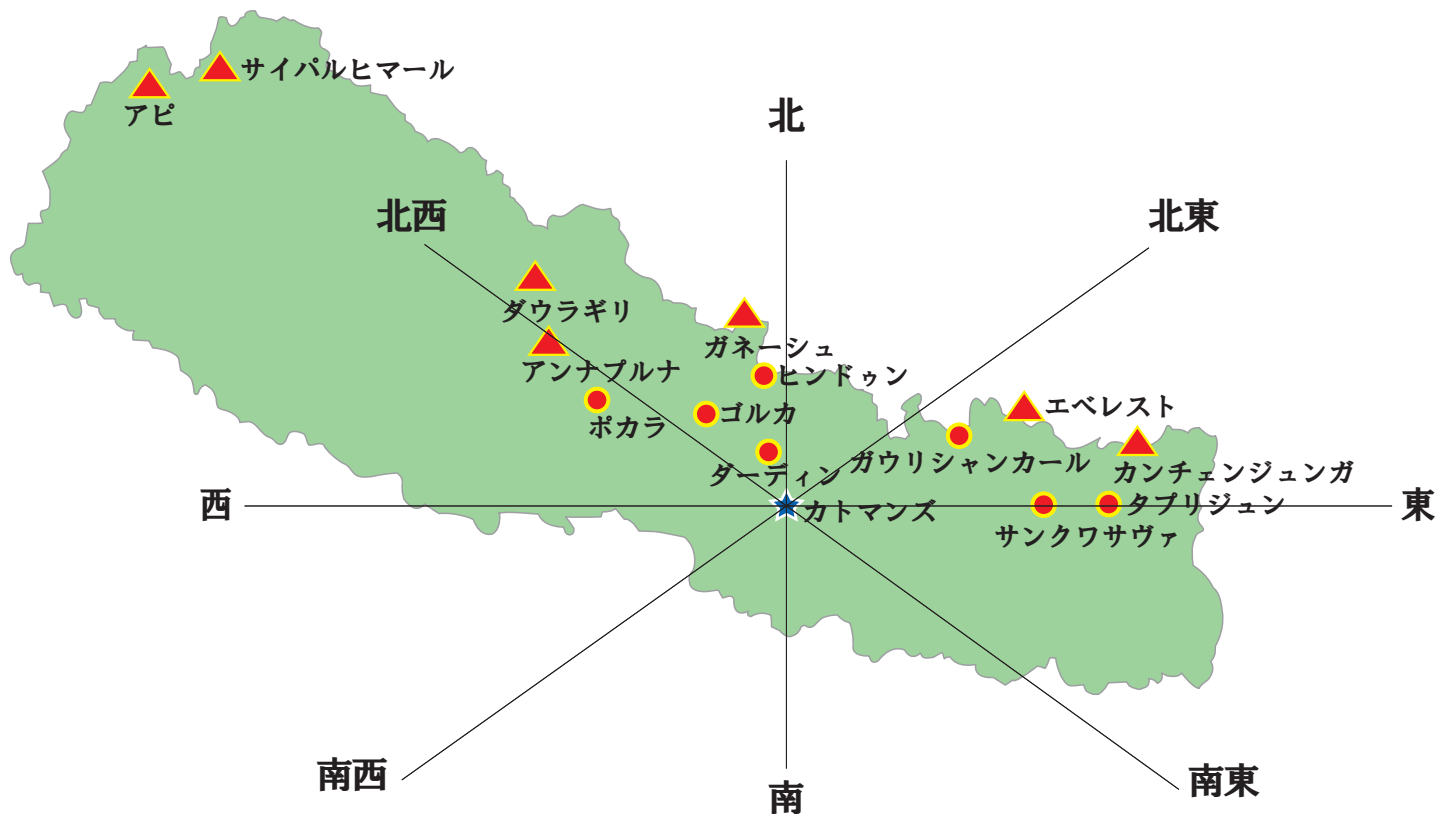 サイパルヒマール
アピ
北
北西
北東
ダウラギリ
ガネーシュ
アンナプルナ
ヒンドゥン
エベレスト
ゴルカ
ポカラ
ガウリシャンカール
カンチェンジュンガ
ダーディン
西
カトマンズ
タプリジュン
東
サンクワサヴァ
南西
南
南東